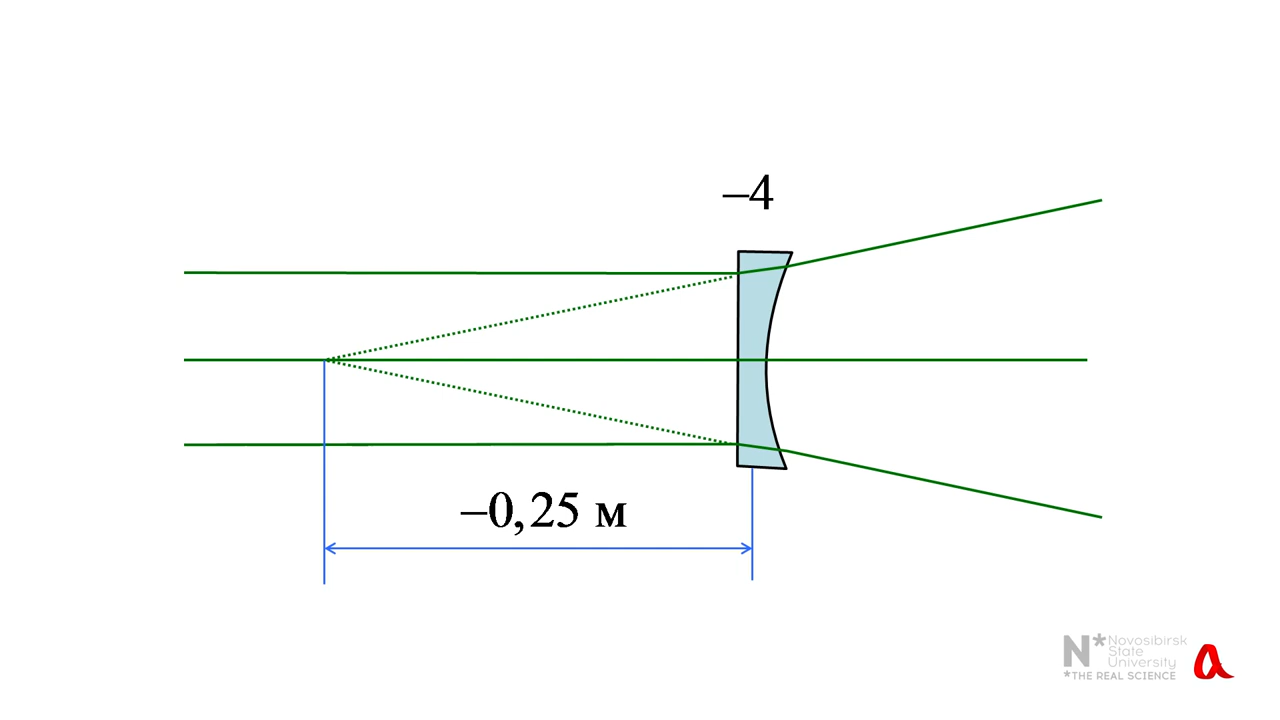 –4
–0,25 м
N* Novosibirsk
State
University
*THE REAL SCIENCE